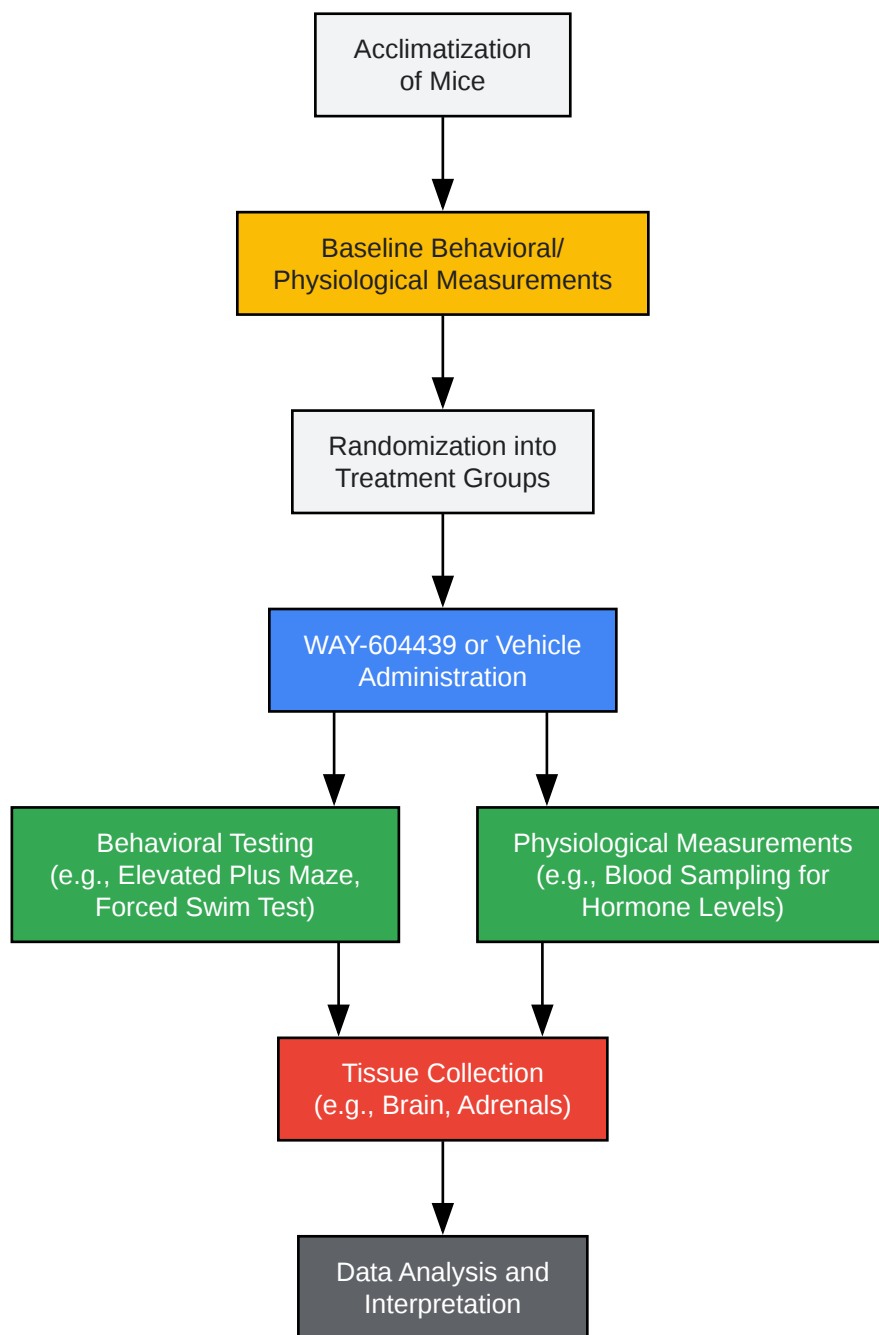 Acclimatization
of Mice
Baseline Behavioral/
Physiological Measurements
Randomization into
Treatment Groups
WAY-604439 or Vehicle
Administration
Behavioral Testing
(e.g., Elevated Plus Maze,
Forced Swim Test)
Physiological Measurements
(e.g., Blood Sampling for
Hormone Levels)
Tissue Collection
(e.g., Brain, Adrenals)
Data Analysis and
Interpretation